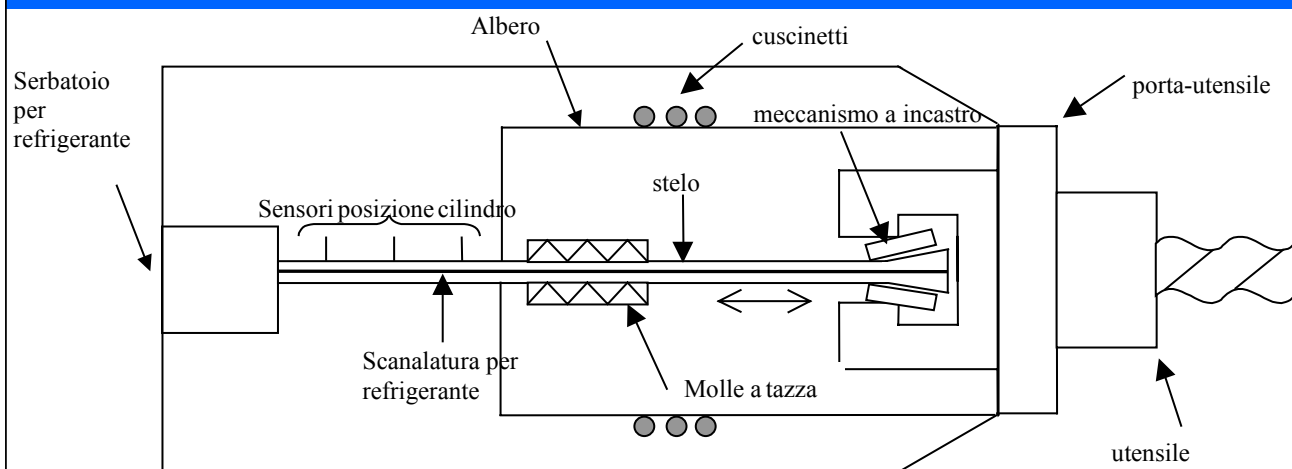 Albero
cuscinetti
Serbatoio
per
refrigerante
porta-utensile
meccanismo a incastro
stelo
Sensori posizione cilindro
Scanalatura per
refrigerante
Molle a tazza
utensile